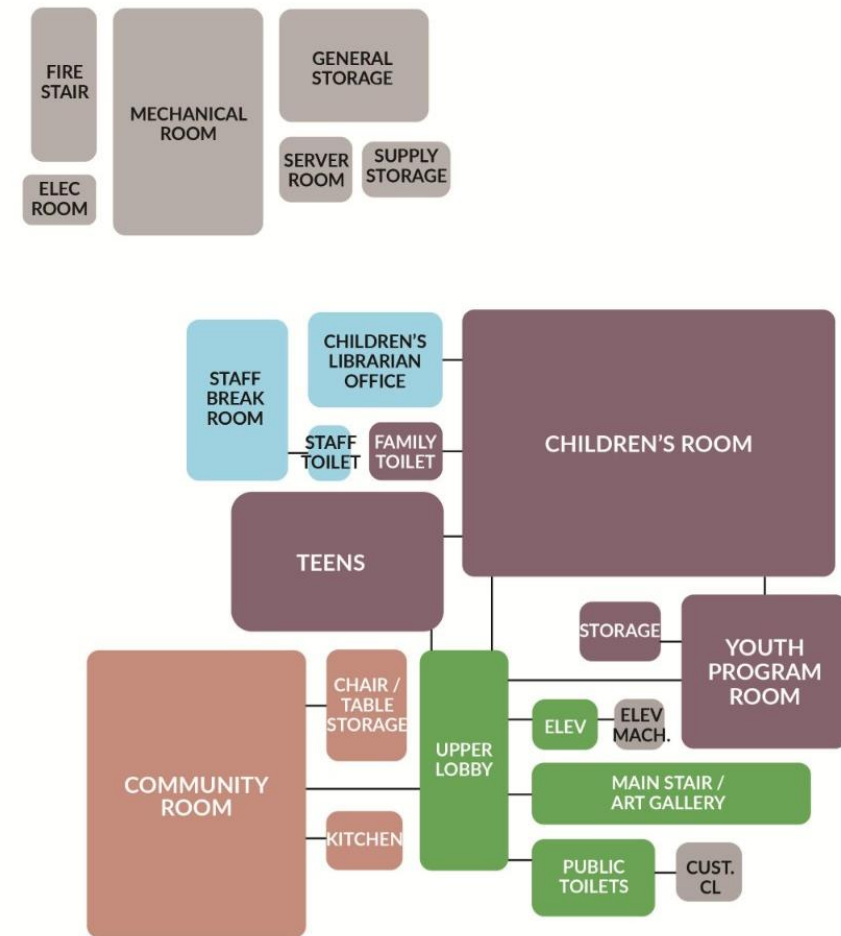 FIRE
STAIR
MECHANICAL
ROOM
GENERAL
STORAGE
SERVER
ROOM
SUPPLY
STORAGE
ELEC
ROOM
STAFF
BREAK
ROOM
CHILDREN'S
LIBRARIAN
OFFICE
STAFF
TOILET
FAMILY
TOILET
CHILDREN'S ROOM
TEENS
STORAGE
YOUTH
PROGRAM
ROOM
CHAIR /
TABLE
STORAGE
COMMUNITY
ROOM
KITCHEN
UPPER
LOBBY
ELEV
ELEV
MACH.
MAIN STAIR /
ART GALLERY
PUBLIC
TOILETS
CUST.
CL